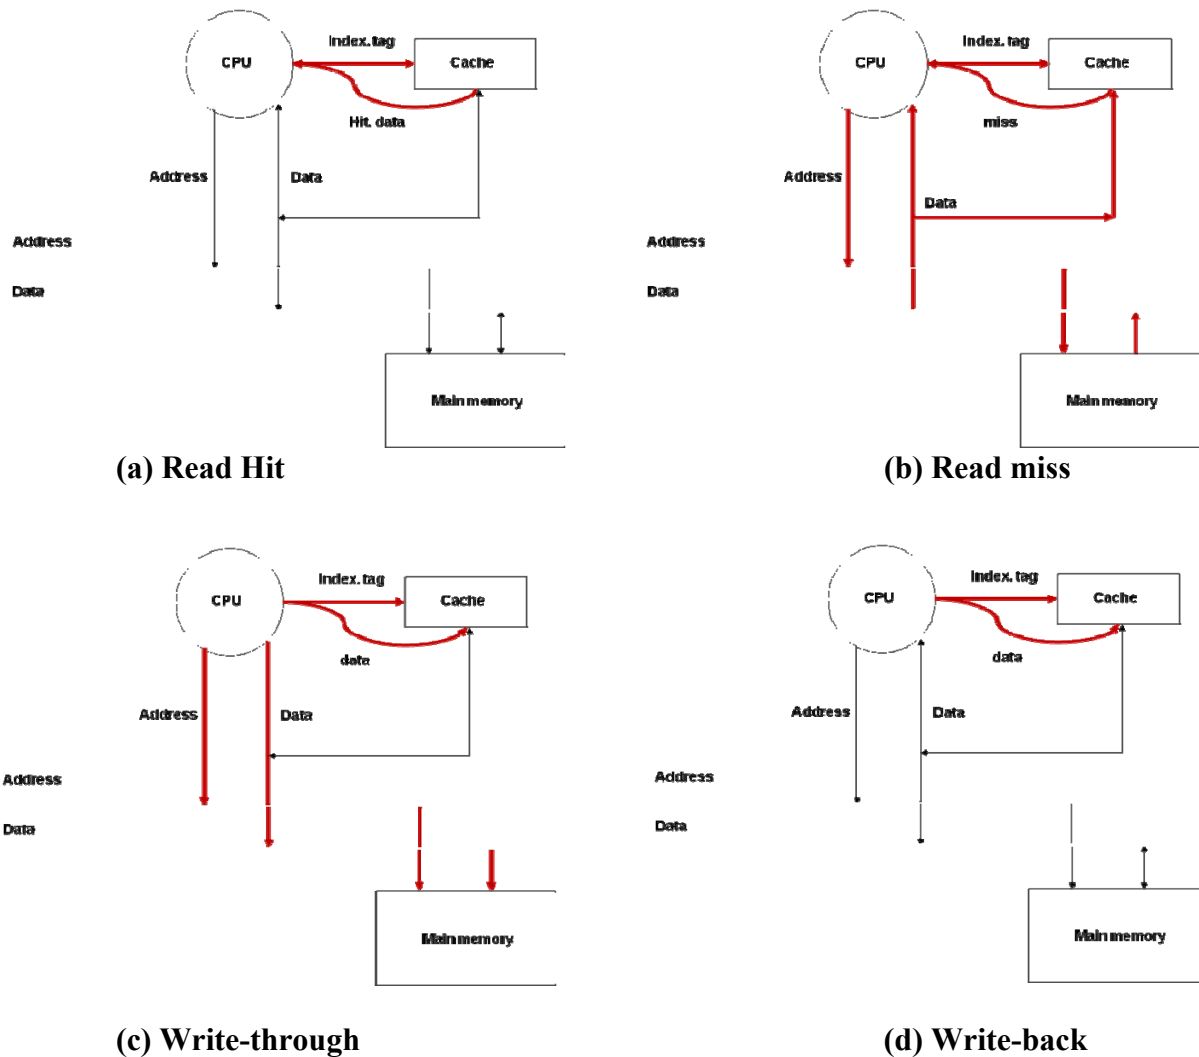 Index. tag
CPU
Cache
Hit. data
Address
Data
Address
Data
Main memory
(a) Read Hit
Index. tag
CPU
Cache
miss
Address
Data
Address
Data
Main memory
(b) Read miss
Index. tag
CPU
Cache
data
Address
Data
Address
Data
Main memory
(c) Write-through
Index. tag
CPU
Cache
data
Address
Data
Address
Data
Main memory
(d) Write-back